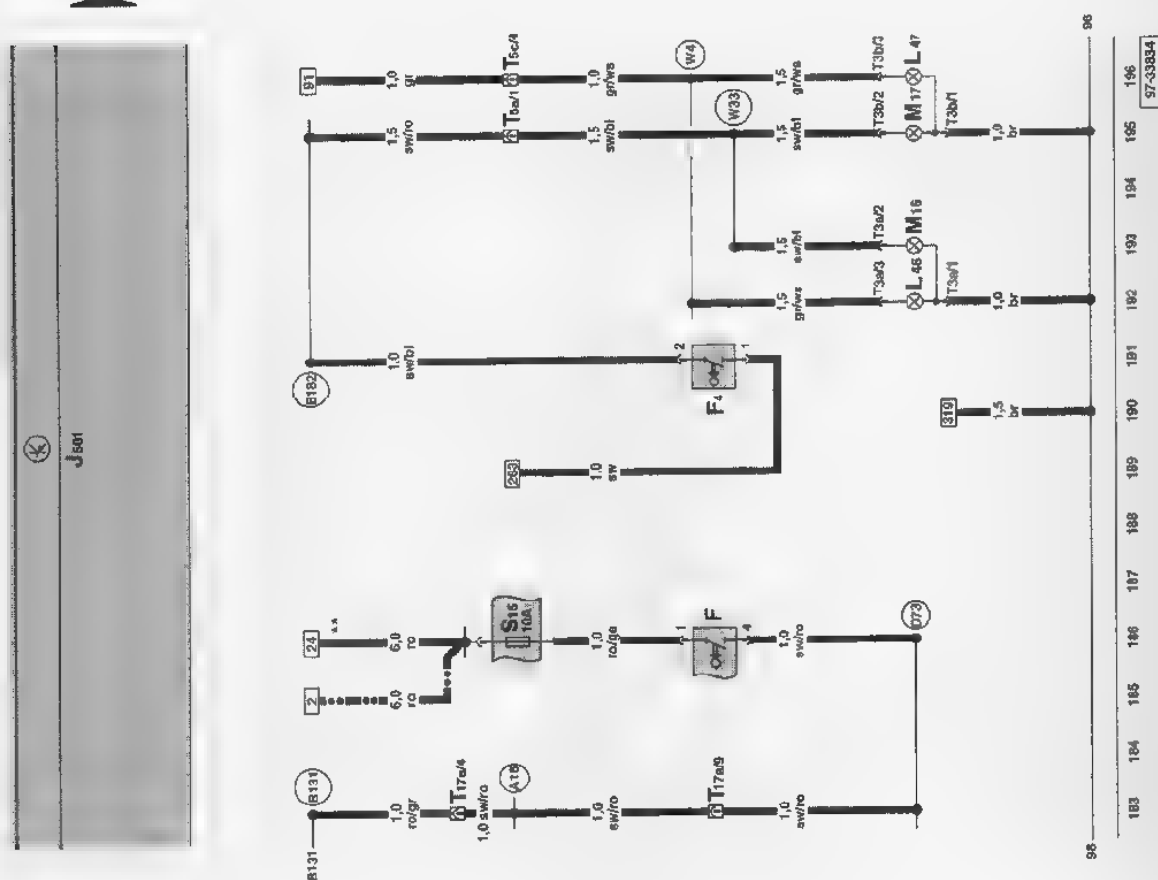 K
J501
B131
B131
24
**
2
B182
91
1,0 ro/gr
6,0 ro
6,0 ro
1,0 sw/bl
1,5 sw/ro
1,0 gr
T17a/4
T5a/1
T5c/4
1,0 sw/ro
A18
S15
10A
263
1,0 sw/ro
1,0 ro/ge
1,0 sw
1,5 sw/bl
1,0 gr/ws
T17a/9
1
F
4
2
F4
1
W4
W33
1,0 sw/ro
1,0 sw/ro
1,5 gr/ws
1,5 sw/bl
1,5 sw/bl
1,5 gr/ws
T3a/3
T3a/2
T3b/2
T3b/3
L46
M16
M17
L47
D73
319
T3a/1
T3b/1
1,5 br
1,0 br
1,0 br
98
96
183 184 185 186 187 188 189 190 191 192 193 194 195 196
97-33834